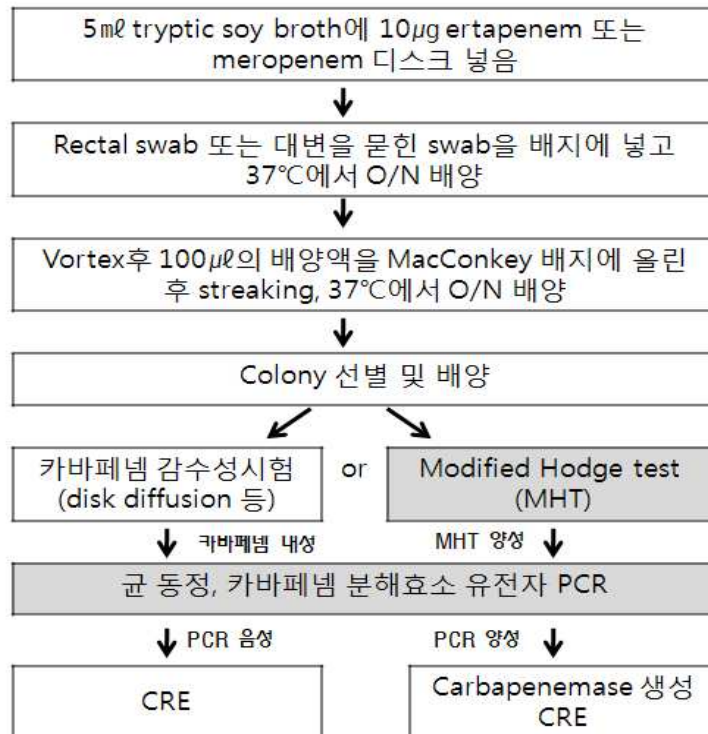 5㎖ tryptic soy broth에 10㎍ ertapenem 또는
meropenem 디스크 넣음
Rectal swab 또는 대변을 묻힌 swab을 배지에 넣고
37℃에서 O/N 배양
Vortex후 100㎕의 배양액을 MacConkey 배지에 올린
후 streaking, 37℃에서 O/N 배양
Colony 선별 및 배양
카바페넴 감수성시험
(disk diffusion 등)
or
Modified Hodge test
(MHT)
카바페넴 내성
MHT 양성
균 동정, 카바페넴 분해효소 유전자 PCR
PCR 음성
PCR 양성
CRE
Carbapenemase 생성
CRE